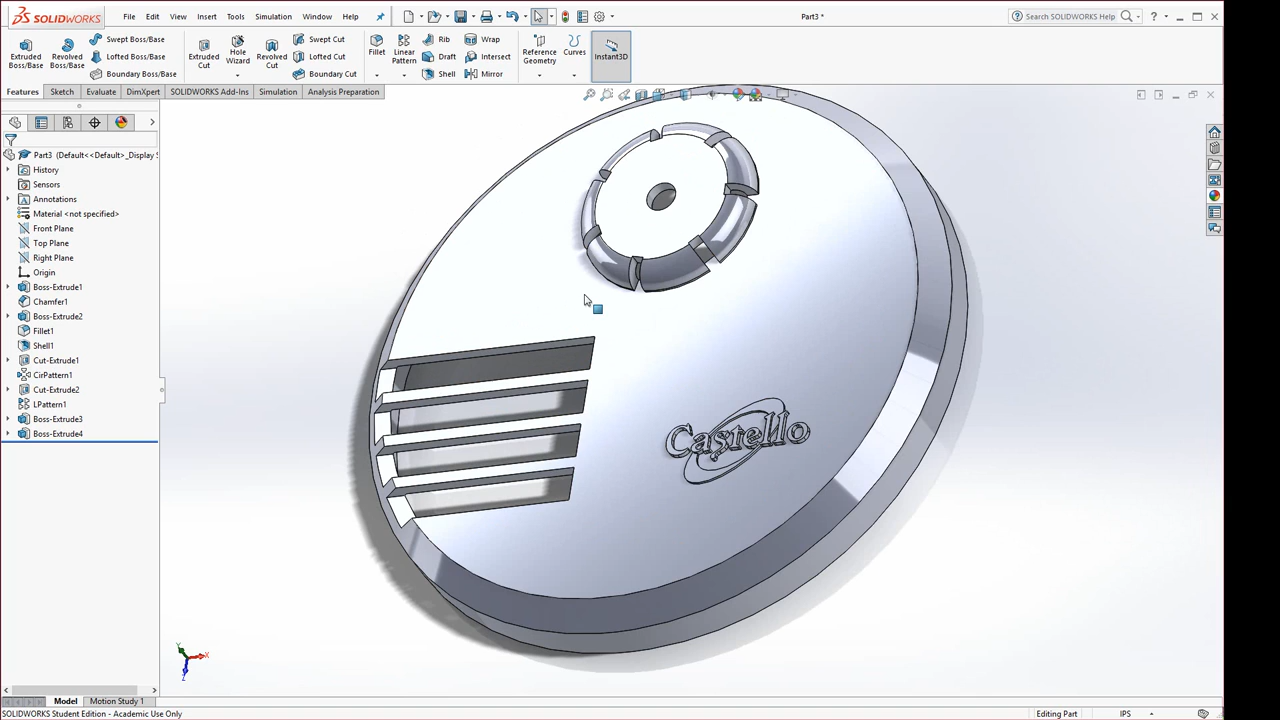 SOLIDWORKS File Edit View Insert Tools Simulation Window Help Part3 * Search SOLIDWORKS Help ?
Extruded Boss/Base
Revolved Boss/Base
Swept Boss/Base
Lofted Boss/Base
Boundary Boss/Base
Extruded Cut
Hole Wizard
Revolved Cut
Swept Cut
Lofted Cut
Boundary Cut
Fillet
Linear Pattern
Rib
Draft
Shell
Wrap
Intersect
Mirror
Reference Geometry
Curves
Instant3D
Features Sketch Evaluate DimXpert SOLIDWORKS Add-Ins Simulation Analysis Preparation
Part3 (Default<<Default>_Display S
History
Sensors
Annotations
Material <not specified>
Front Plane
Top Plane
Right Plane
Origin
Boss-Extrude1
Chamfer1
Boss-Extrude2
Fillet1
Shell1
Cut-Extrude1
CirPattern1
Cut-Extrude2
LPattern1
Boss-Extrude3
Boss-Extrude4
Castello
Y X Z
Model Motion Study 1
SOLIDWORKS Student Edition - Academic Use Only Editing Part IPS